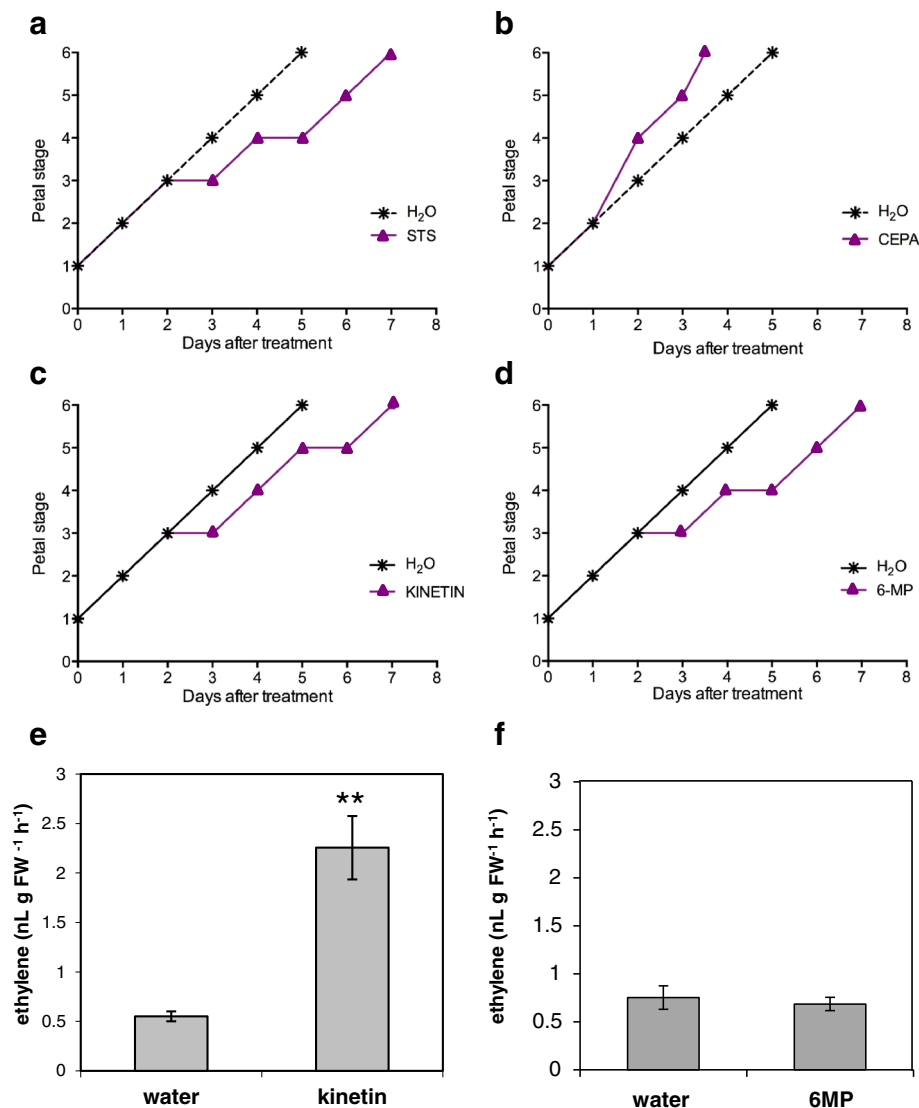 a
6
5
4
3
2
1
0
Petal stage
0 1 2 3 4 5 6 7 8
Days after treatment
H₂O
STS
b
6
5
4
3
2
1
0
Petal stage
0 1 2 3 4 5 6 7 8
Days after treatment
H₂O
CEPA
c
6
5
4
3
2
1
0
Petal stage
0 1 2 3 4 5 6 7 8
Days after treatment
H₂O
KINETIN
d
6
5
4
3
2
1
0
Petal stage
0 1 2 3 4 5 6 7 8
Days after treatment
H₂O
6-MP
e
3
2.5
2
1.5
1
0.5
0
ethylene (nL g FW⁻¹ h⁻¹)
**
water kinetin
f
3
2.5
2
1.5
1
0.5
0
ethylene (nL g FW⁻¹ h⁻¹)
water 6MP